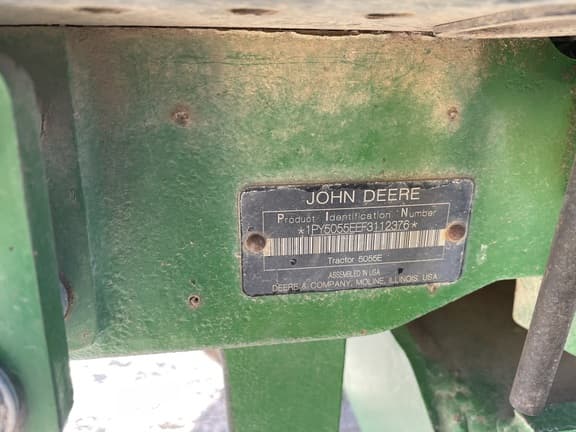 JOHN DEERE
Product Identification Number
*1PY5055EEF3112376*
Tractor 5055E
ASSEMBLED IN USA
DEERE & COMPANY, MOLINE, ILLINOIS USA